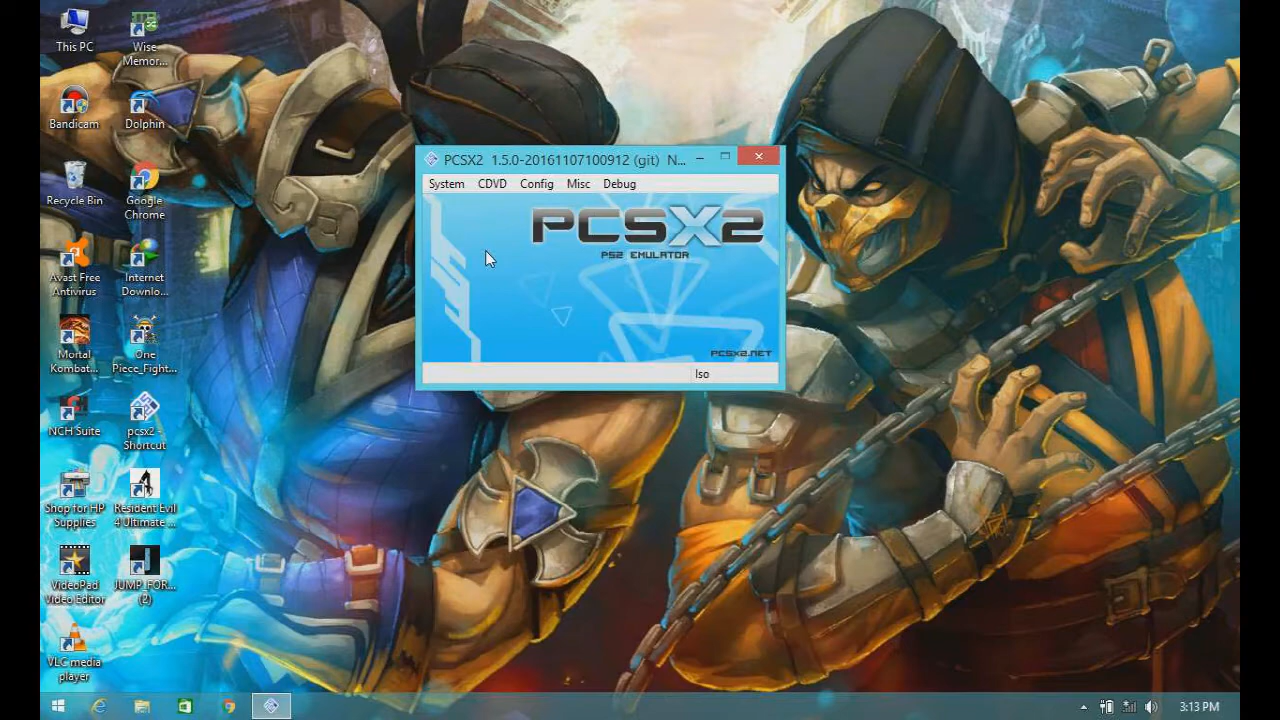 This PC
Wise
Memor...
Bandicam
Dolphin
Recycle Bin
Google
Chrome
Avast Free
Antivirus
Internet
Downlo...
Mortal
Kombat...
One
Piece_Fight...
NCH Suite
pcsx2 -
Shortcut
Shop for HP
Supplies
Resident Evil
4 Ultimate ...
VideoPad
Video Editor
JUMP_FOR...
(2)
VLC media
player
PCSX2 1.5.0-20161107100912 (git) N...
System CDVD Config Misc Debug
PCSX2
PS2 EMULATOR
PCSX2.NET
Iso
3:13 PM